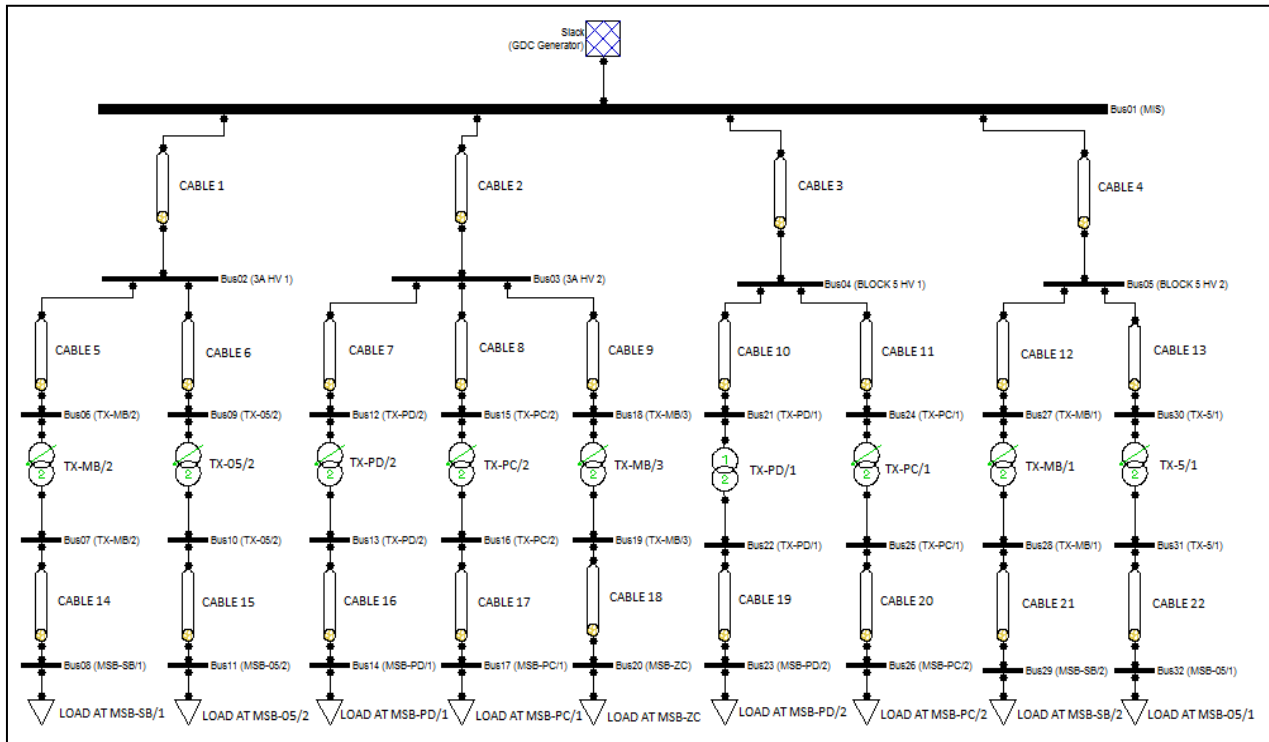 Slack
(GDC Generator)
Bus01 (MIS)
CABLE 1
CABLE 2
CABLE 3
CABLE 4
Bus02 (3A HV 1)
Bus03 (3A HV 2)
Bus04 (BLOCK 5 HV 1)
Bus05 (BLOCK 5 HV 2)
CABLE 5
CABLE 6
CABLE 7
CABLE 8
CABLE 9
CABLE 10
CABLE 11
CABLE 12
CABLE 13
Bus06 (TX-MB/2)
Bus09 (TX-05/2)
Bus12 (TX-PD/2)
Bus15 (TX-PC/2)
Bus18 (TX-MB/3)
Bus21 (TX-PD/1)
Bus24 (TX-PC/1)
Bus27 (TX-MB/1)
Bus30 (TX-5/1)
2
TX-MB/2
2
TX-05/2
2
TX-PD/2
2
TX-PC/2
2
TX-MB/3
1
2
TX-PD/1
2
TX-PC/1
2
TX-MB/1
2
TX-5/1
Bus07 (TX-MB/2)
Bus10 (TX-05/2)
Bus13 (TX-PD/2)
Bus16 (TX-PC/2)
Bus19 (TX-MB/3)
Bus22 (TX-PD/1)
Bus25 (TX-PC/1)
Bus28 (TX-MB/1)
Bus31 (TX-5/1)
CABLE 14
CABLE 15
CABLE 16
CABLE 17
CABLE 18
CABLE 19
CABLE 20
CABLE 21
CABLE 22
Bus08 (MSB-SB/1)
Bus11 (MSB-05/2)
Bus14 (MSB-PD/1)
Bus17 (MSB-PC/1)
Bus20 (MSB-ZC)
Bus23 (MSB-PD/2)
Bus26 (MSB-PC/2)
Bus29 (MSB-SB/2)
Bus32 (MSB-05/1)
LOAD AT MSB-SB/1
LOAD AT MSB-05/2
LOAD AT MSB-PD/1
LOAD AT MSB-PC/1
LOAD AT MSB-ZC
LOAD AT MSB-PD/2
LOAD AT MSB-PC/2
LOAD AT MSB-SB/2
LOAD AT MSB-05/1